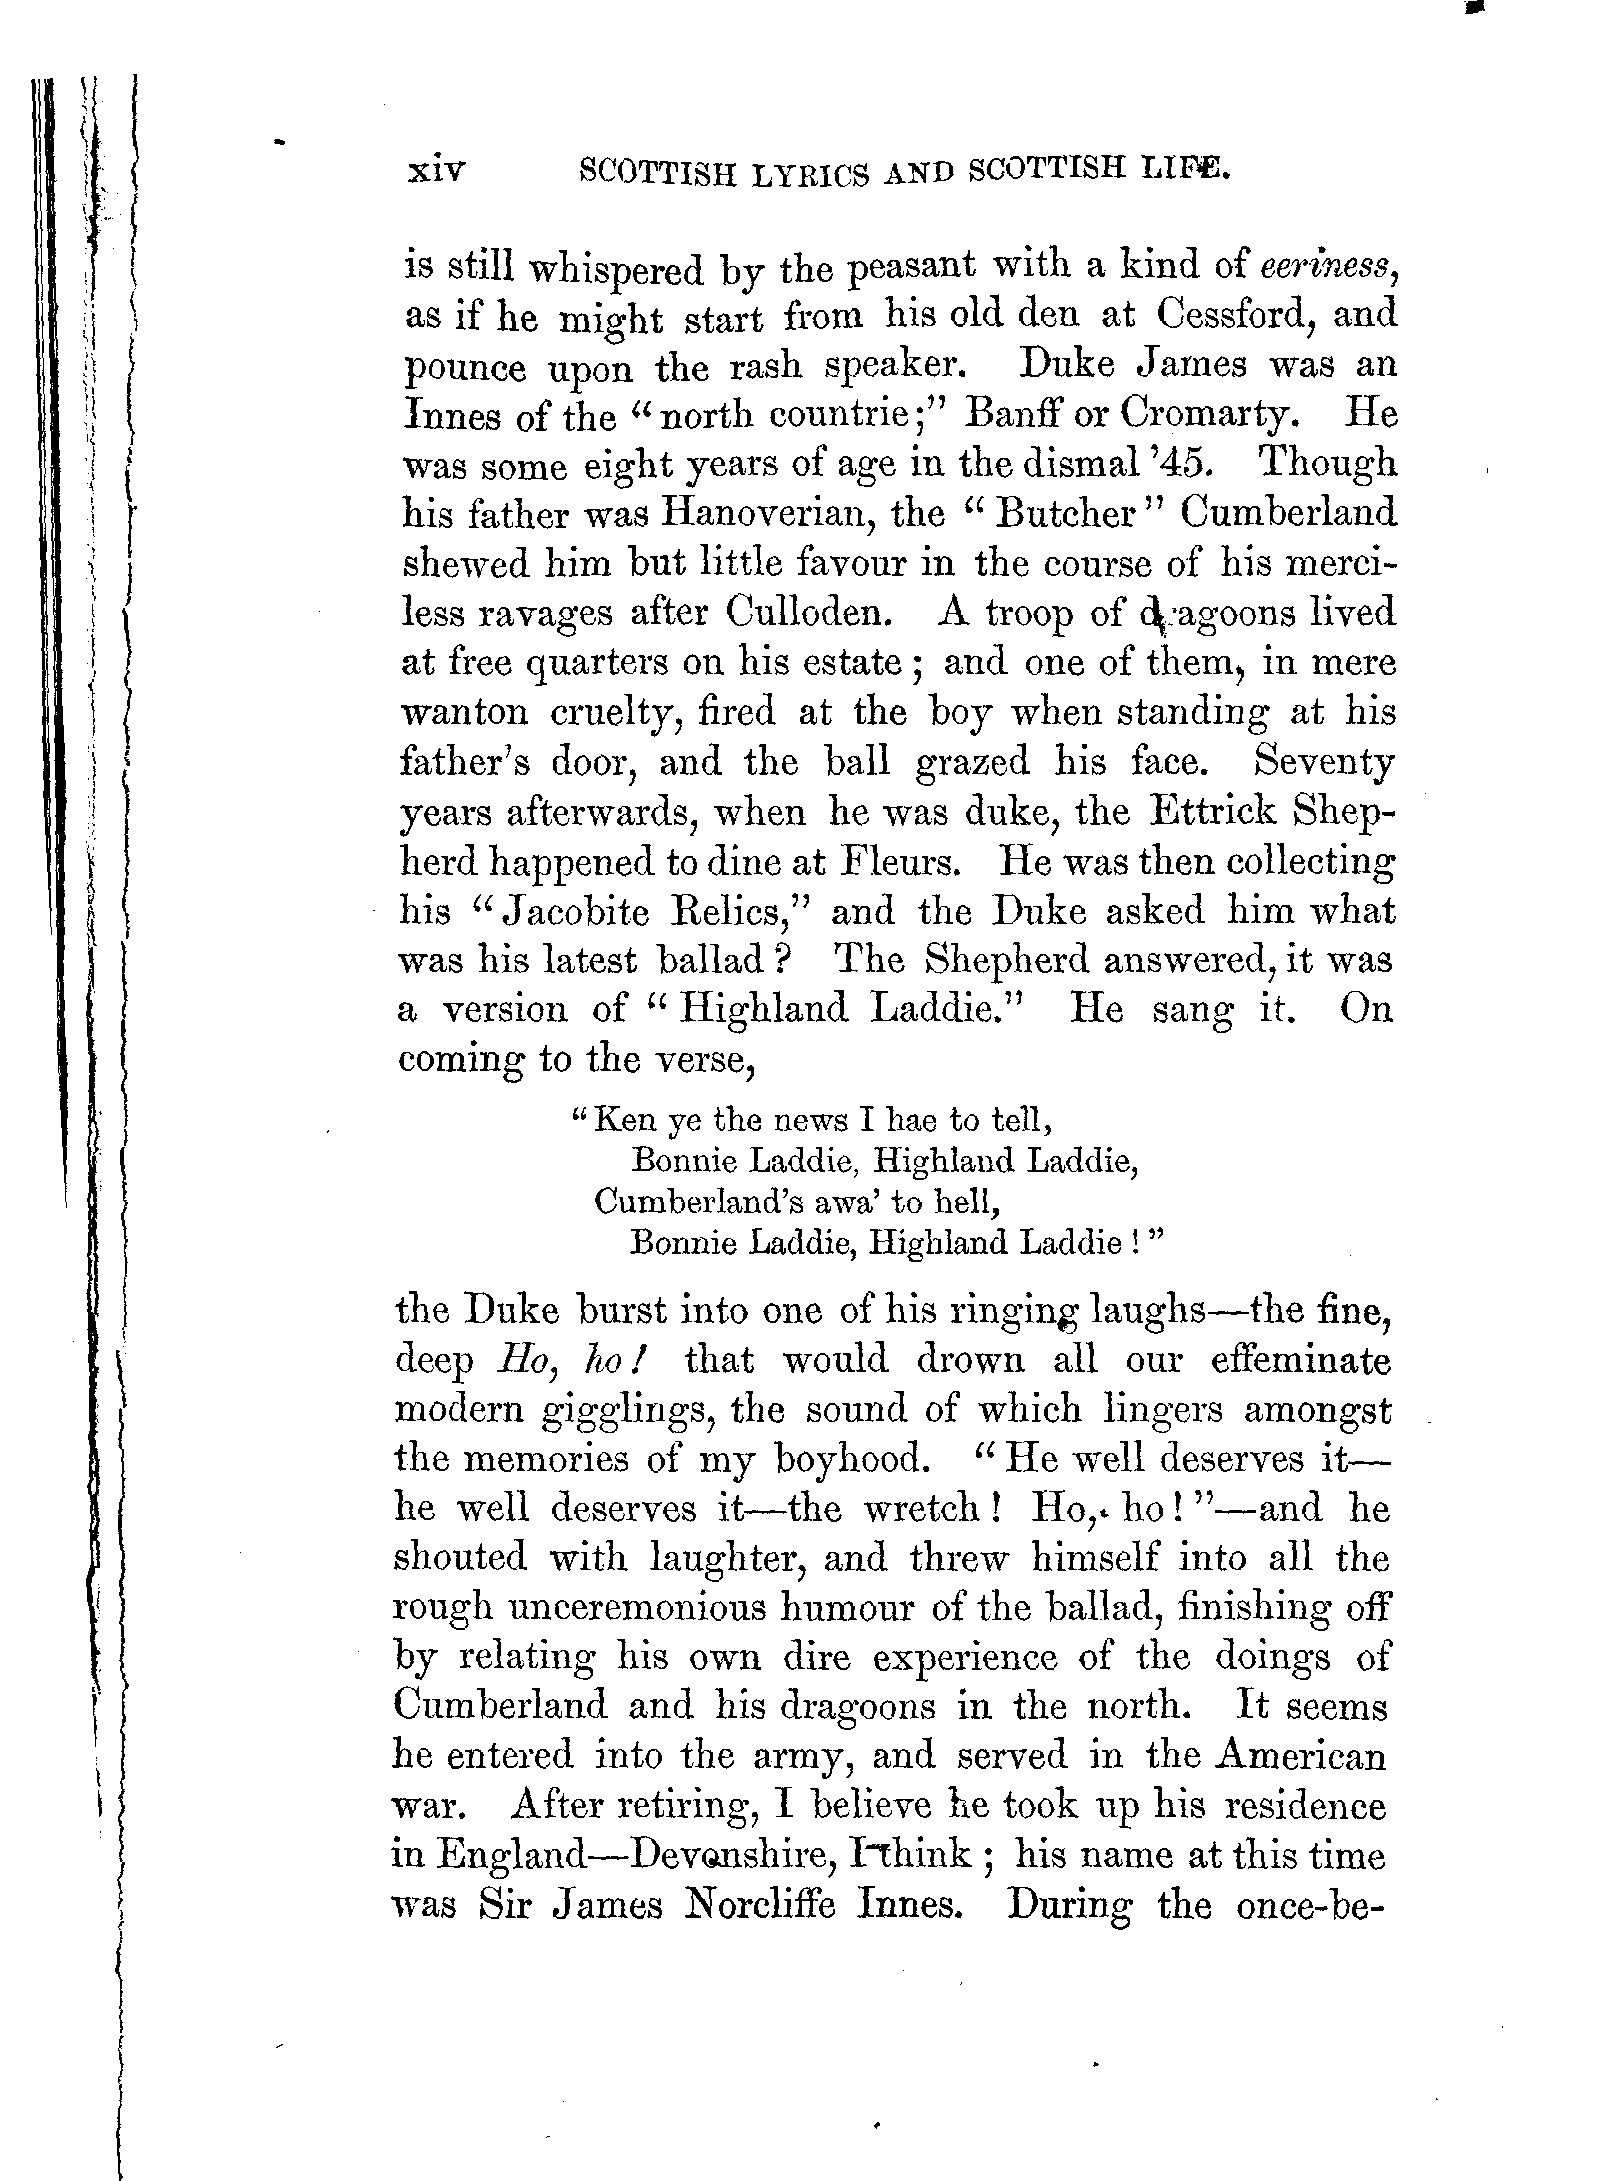 xiv SCOTTISH LYRICS AND SCOTTISH LIFE.
is still whispered by the peasant with a kind of eeriness,
as if he might start from his old den at Cessford, and
pounce upon the rash speaker. Duke James was an
Innes of the “north countrie;” Banff or Cromarty. He
was some eight years of age in the dismal ’45. Though
his father was Hanoverian, the “Butcher” Cumberland
shewed him but little favour in the course of his merci-
less ravages after Culloden. A troop of dragoons lived
at free quarters on his estate; and one of them, in mere
wanton cruelty, fired at the boy when standing at his
father’s door, and the ball grazed his face. Seventy
years afterwards, when he was duke, the Ettrick Shep-
herd happened to dine at Fleurs. He was then collecting
his “Jacobite Relics,” and the Duke asked him what
was his latest ballad? The Shepherd answered, it was
a version of “Highland Laddie.” He sang it. On
coming to the verse,
“Ken ye the news I hae to tell,
Bonnie Laddie, Highland Laddie,
Cumberland’s awa’ to hell,
Bonnie Laddie, Highland Laddie!”
the Duke burst into one of his ringing laughs—the fine,
deep Ho, ho! that would drown all our effeminate
modern gigglings, the sound of which lingers amongst
the memories of my boyhood. “He well deserves it—
he well deserves it—the wretch! Ho, ho!”—and he
shouted with laughter, and threw himself into all the
rough unceremonious humour of the ballad, finishing off
by relating his own dire experience of the doings of
Cumberland and his dragoons in the north. It seems
he entered into the army, and served in the American
war. After retiring, I believe he took up his residence
in England—Devonshire, I think; his name at this time
was Sir James Norcliffe Innes. During the once-be-